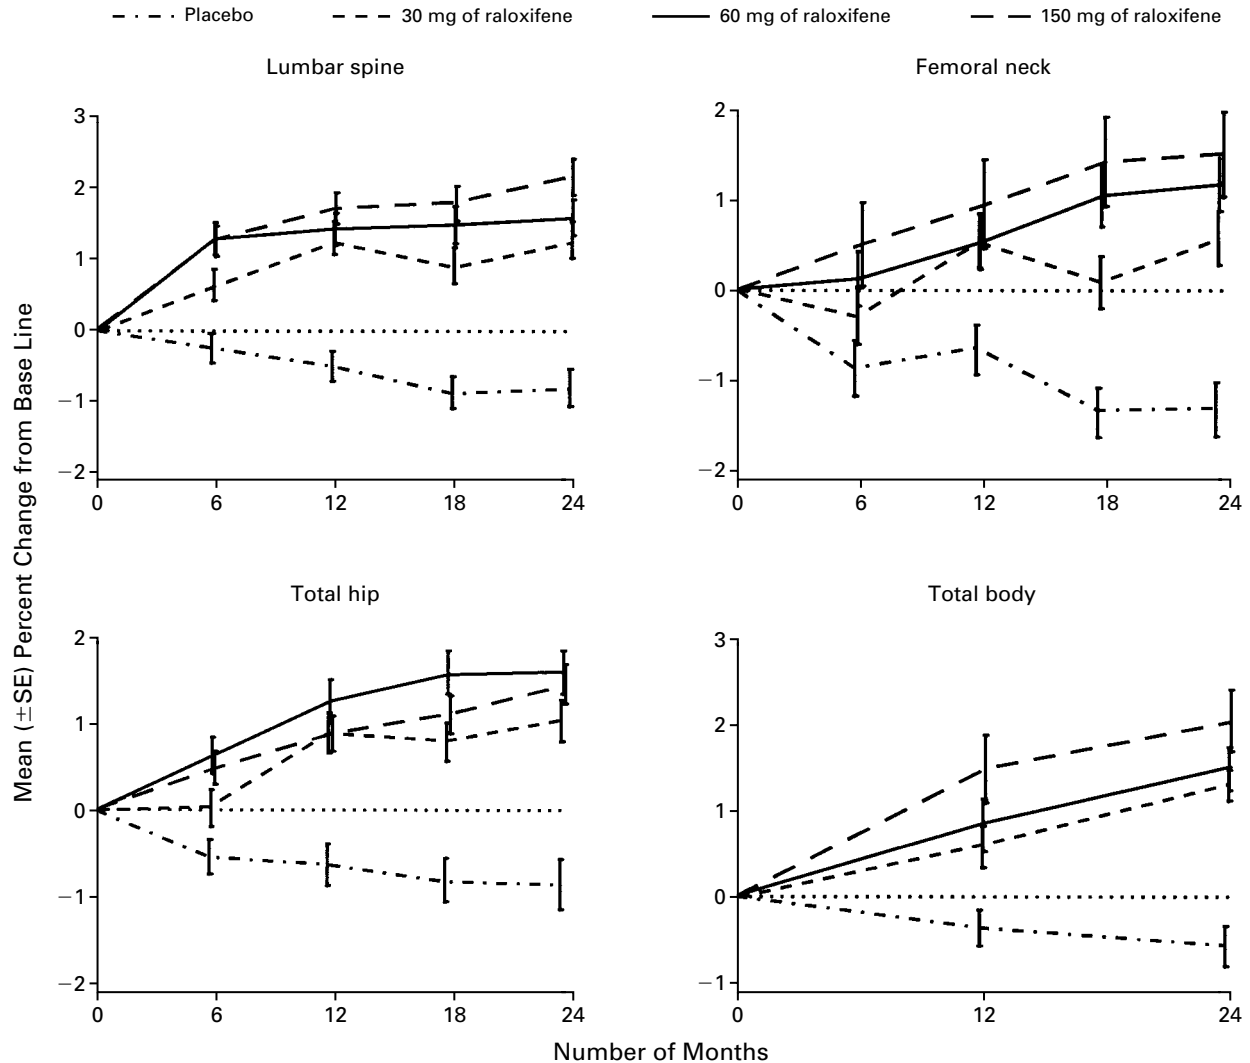 Placebo 30 mg of raloxifene 60 mg of raloxifene 150 mg of raloxifene
Lumbar spine
3
2
1
0
−1
−2
0 6 12 18 24
Femoral neck
2
1
0
−1
−2
0 6 12 18 24
Mean (±SE) Percent Change from Base Line
Total hip
2
1
0
−1
−2
0 6 12 18 24
Total body
3
2
1
0
−1
0 12 24
Number of Months